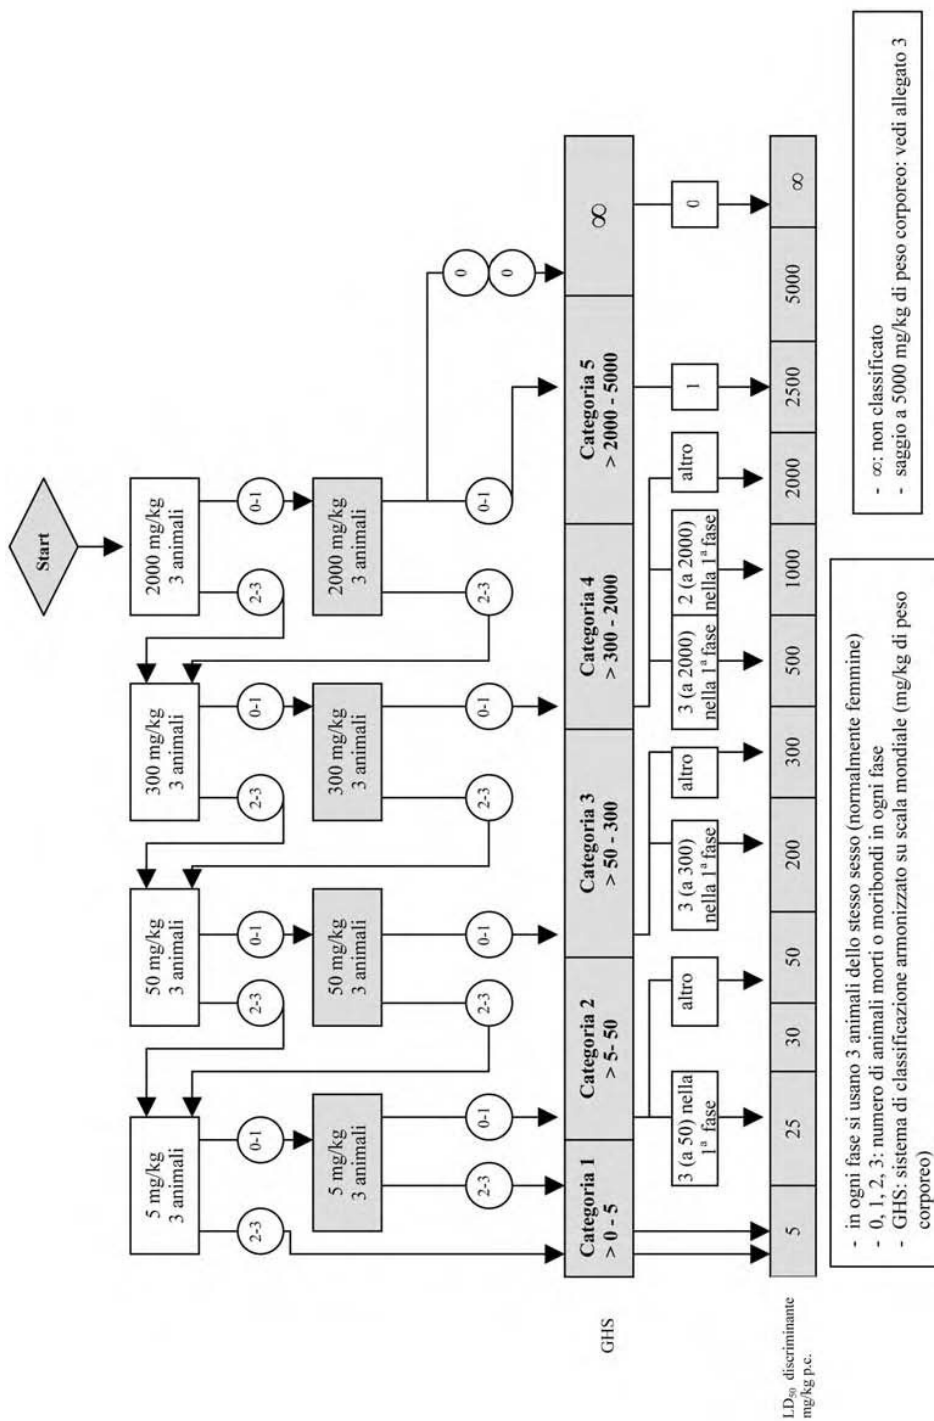 Start
5 mg/kg
3 animali
50 mg/kg
3 animali
300 mg/kg
3 animali
2000 mg/kg
3 animali
2-3
0-1
2-3
0-1
2-3
0-1
2-3
0-1
5 mg/kg
3 animali
50 mg/kg
3 animali
300 mg/kg
3 animali
2000 mg/kg
3 animali
2-3
0-1
2-3
0-1
2-3
0-1
2-3
0-1
0
0
GHS
Categoria 1
> 0 - 5
Categoria 2
> 5- 50
Categoria 3
> 50 - 300
Categoria 4
> 300 - 2000
Categoria 5
> 2000 - 5000
∞
3 (a 50) nella
1ª fase
altro
3 (a 300)
nella 1ª fase
altro
3 (a 2000)
nella 1ª fase
2 (a 2000)
nella 1ª fase
altro
1
0
LD50 discriminante
mg/kg p.c.
5
25
30
50
200
300
500
1000
2000
2500
5000
∞
- in ogni fase si usano 3 animali dello stesso sesso (normalmente femmine)
- 0, 1, 2, 3: numero di animali morti o moribondi in ogni fase
- GHS: sistema di classificazione armonizzato su scala mondiale (mg/kg di peso
corporeo)
- ∞: non classificato
- saggio a 5000 mg/kg di peso corporeo: vedi allegato 3